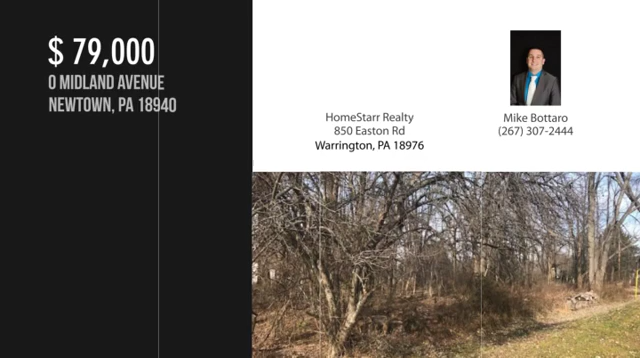 $ 79,000
0 MIDLAND AVENUE
NEWTOWN, PA 18940
HomeStarr Realty
850 Easton Rd
Warrington, PA 18976
Mike Bottaro
(267) 307-2444